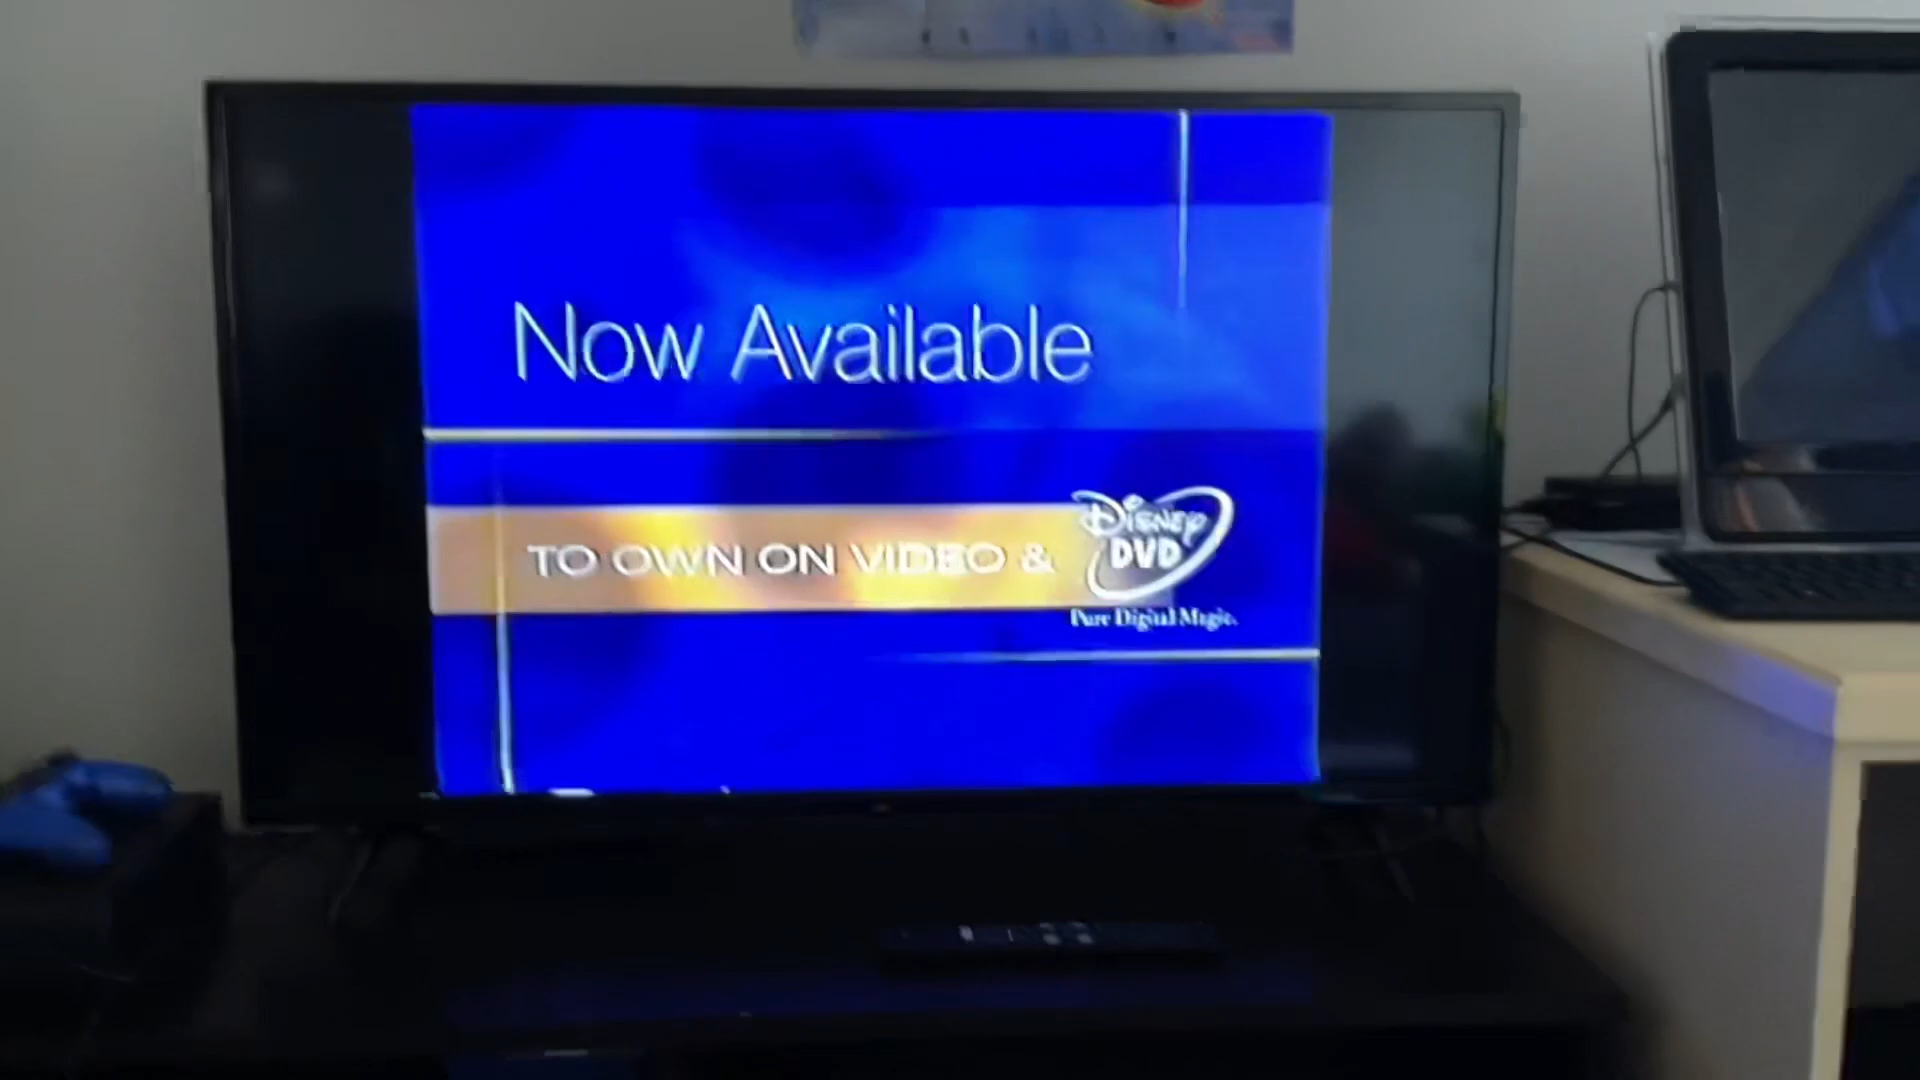 Now Available
TO OWN ON VIDEO &
DISNEY
DVD
Pure Digital Magic.